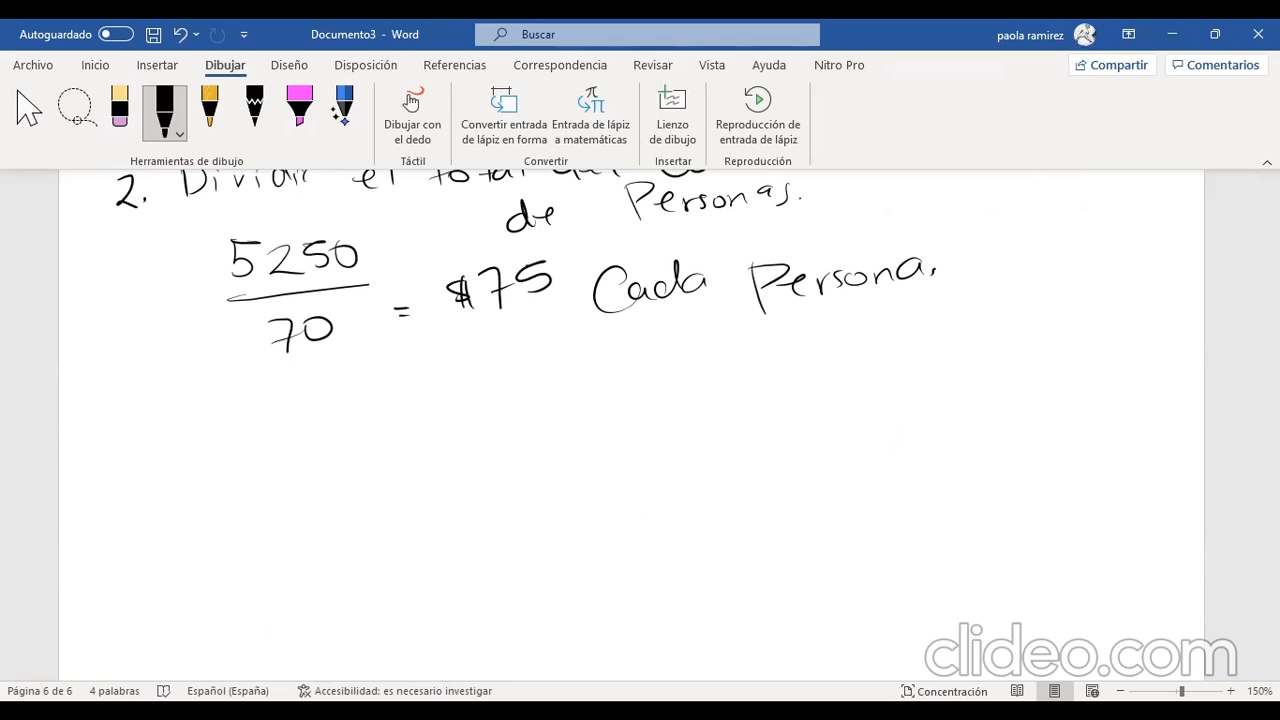 Autoguardado
Documento3 - Word
Buscar
paola ramirez
Archivo Inicio Insertar Dibujar Diseño Disposición Referencias Correspondencia Revisar Vista Ayuda Nitro Pro Compartir Comentarios
Dibujar con el dedo
Convertir entrada de lápiz en forma
Entrada de lápiz a matemáticas
Lienzo de dibujo
Reproducción de entrada de lápiz
Herramientas de dibujo Táctil Convertir Insertar Reproducción
2. Dividir el total
de Personas.
5250
70
= $75 Cada Persona.
clideo.com
Página 6 de 6 4 palabras Español (España) Accesibilidad: es necesario investigar Concentración 150%